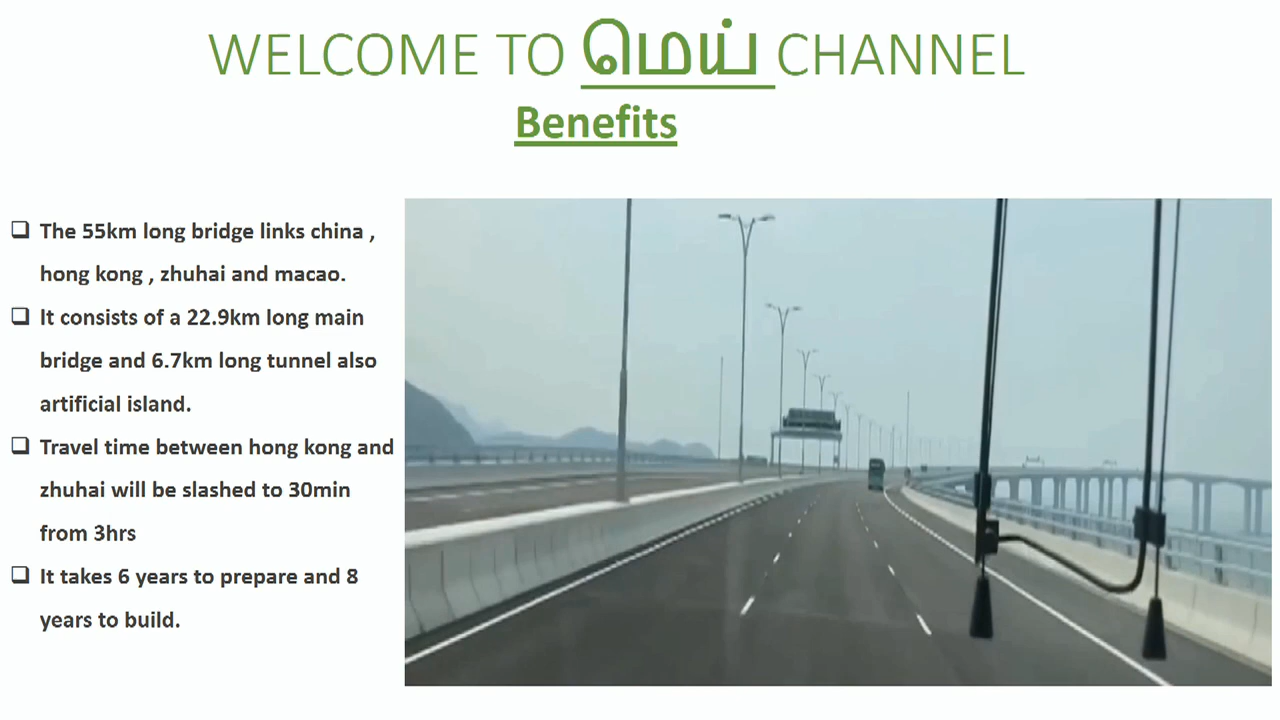 WELCOME TO மெய் CHANNEL
Benefits
❑ The 55km long bridge links china ,
hong kong , zhuhai and macao.
❑ It consists of a 22.9km long main
bridge and 6.7km long tunnel also
artificial island.
❑ Travel time between hong kong and
zhuhai will be slashed to 30min
from 3hrs
❑ It takes 6 years to prepare and 8
years to build.